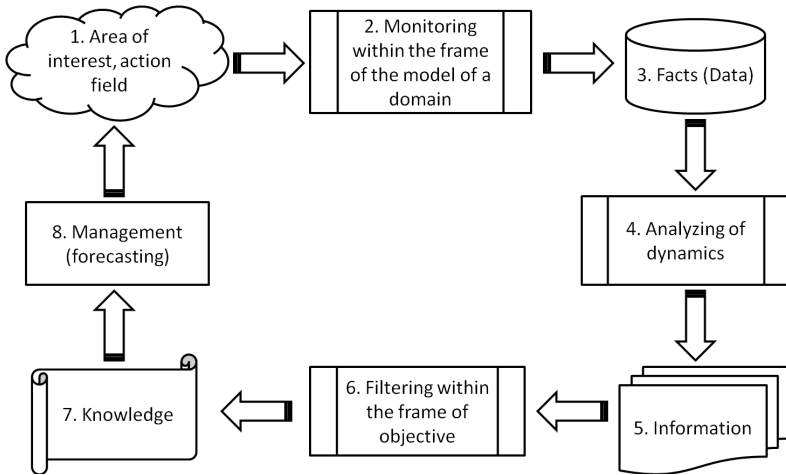 1. Area of
interest, action
field
2. Monitoring
within the frame
of the model of a
domain
3. Facts (Data)
4. Analyzing of
dynamics
5. Information
6. Filtering within
the frame of
objective
7. Knowledge
8. Management
(forecasting)